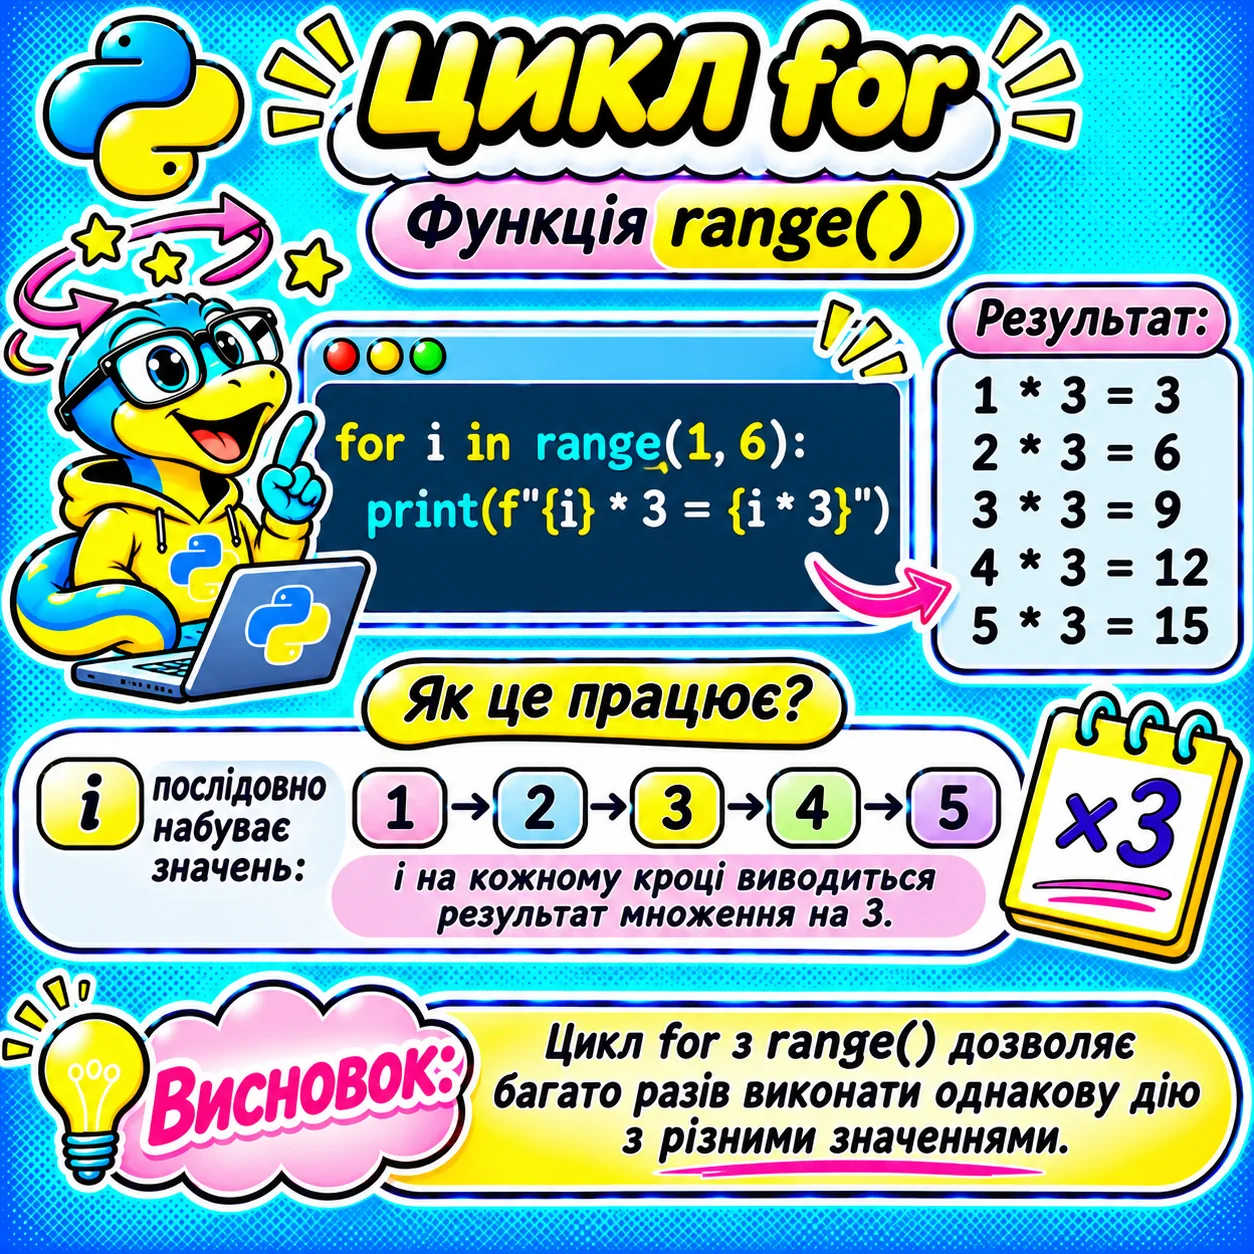 Цикл for
Функція range()
for i in range(1, 6):
print(f"{i} * 3 = {i * 3}")
Результат:
1 * 3 = 3
2 * 3 = 6
3 * 3 = 9
4 * 3 = 12
5 * 3 = 15
Як це працює?
i
послідовно
набуває
значень:
1 → 2 → 3 → 4 → 5
і на кожному кроці виводиться
результат множення на 3.
×3
Висновок:
Цикл for з range() дозволяє
багато разів виконати однакову дію
з різними значеннями.